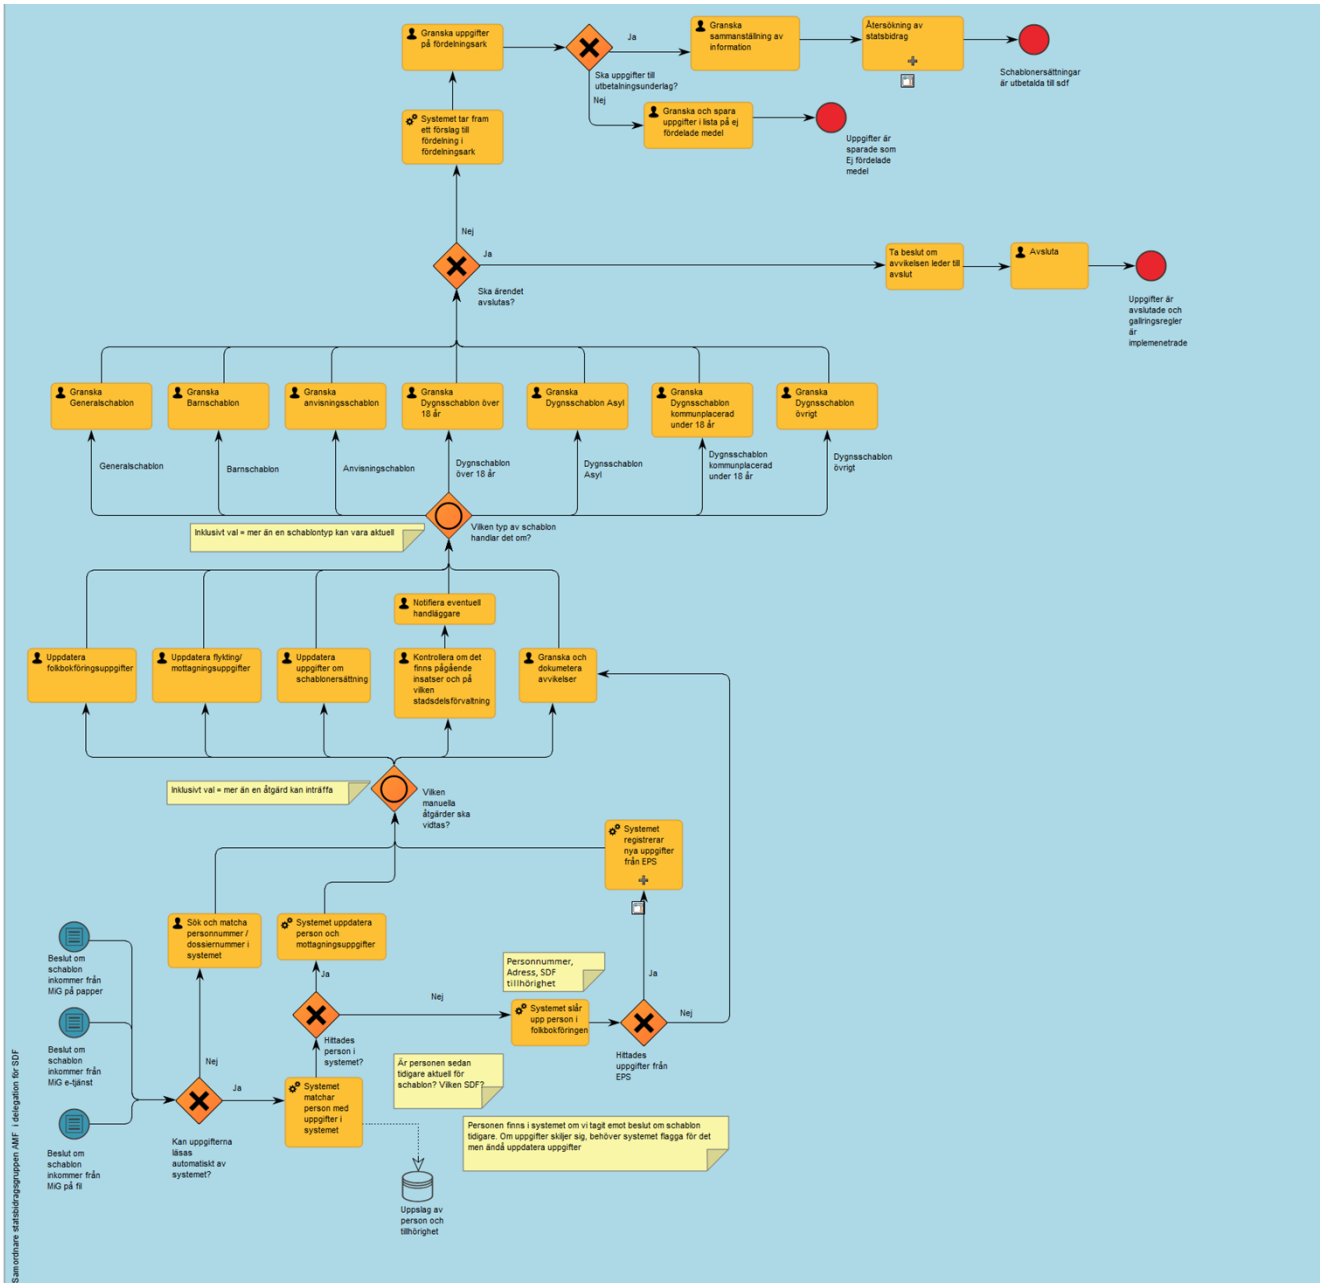 Granska uppgifter
på fördelningsark
Ja
Granska
sammanställning av
information
Återsökning av
statsbidrag
Schablonersättningar
är utbetalda till sdf
Ska uppgifter till
utbetalningsunderlag?
Nej
Granska och spara
uppgifter i lista på ej
fördelade medel
Uppgifter är
sparade som
Ej fördelade
medel
Systemet tar fram
ett förslag till
fördelning i
fördelningsark
Nej
Ja
Ska ärendet
avslutas?
Ta beslut om
avvikelsen leder till
avslut
Avsluta
Uppgifter är
avslutade och
gallringsregler
är
implemenetrade
Granska
Generalschablon
Granska
Barnschablon
Granska
anvisningsschablon
Granska
Dygnsschablon över
18 år
Granska
Dygnsschablon Asyl
Granska
Dygnsschablon
kommunplacerad
under 18 år
Granska
Dygnsschablon
övrigt
Generalschablon
Barnschablon
Anvisningschablon
Dygnschablon
över 18 år
Dygnsschablon
Asyl
Dygnsschablon
kommunplacerad
under 18 år
Dygnsschablon
övrigt
Inklusivt val = mer än en schablontyp kan vara aktuell
Vilken typ av schablon
handlar det om?
Notifiera eventuell
handläggare
Uppdatera
folkbokföringsuppgifter
Uppdatera flykting/
mottagningsuppgifter
Uppdatera
uppgifter om
schablonersättning
Kontrollera om det
finns pågående
insatser och på
vilken
stadsdelsförvaltning
Granska och
dokumetera
avvikelser
Inklusivt val = mer än en åtgärd kan inträffa
Vilken
manuella
åtgärder ska
vidtas?
Systemet
registrerar
nya uppgifter
från EPS
Sök och matcha
personnummer /
dossiernummer i
systemet
Systemet uppdatera
person och
mottagningsuppgifter
Beslut om
schablon
inkommer från
MiG på papper
Ja
Personnummer,
Adress, SDF
tillhörighet
Ja
Nej
Systemet slår
upp person i
folkbokföringen
Nej
Hittades
person i
systemet?
Hittades
uppgifter från
EPS
Beslut om
schablon
inkommer från
MiG e-tjänst
Nej
Ja
Är personen sedan
tidigare aktuell för
schablon? Vilken SDF?
Systemet
matchar
person med
uppgifter i
systemet
Personen finns i systemet om vi tagit emot beslut om schablon
tidigare. Om uppgifter skiljer sig, behöver systemet flagga för det
men ändå uppdatera uppgifter
Kan uppgifterna
läsas
automatiskt av
systemet?
Beslut om
schablon
inkommer från
MiG på fil
Uppslag av
person och
tillhörighet
Samordnare statsbidragsgruppen AMF i delegation för SDF